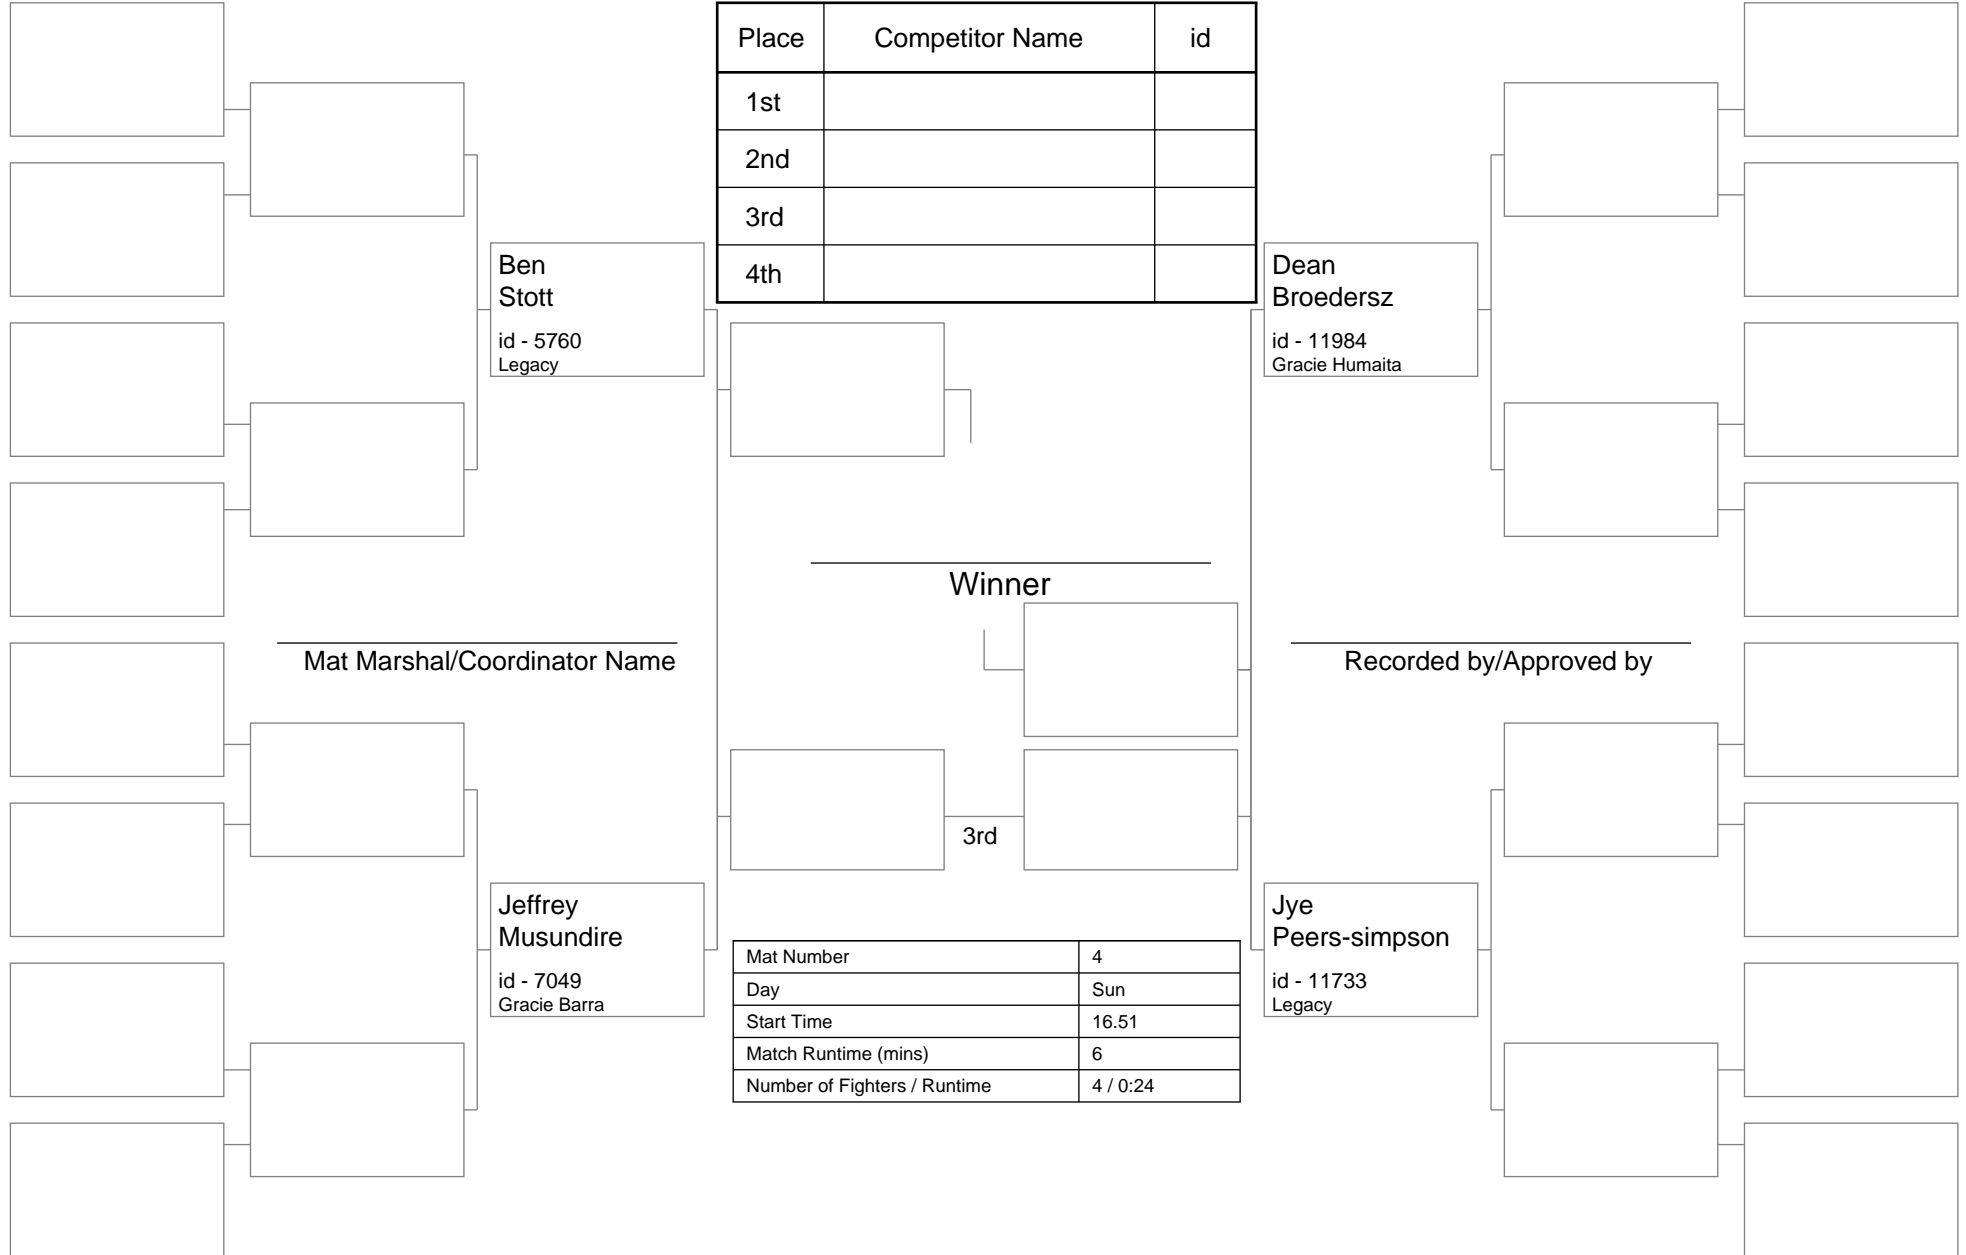 Place Competitor Name id
1st
2nd
3rd
4th
Ben
Stott
id - 5760
Legacy
Dean
Broedersz
id - 11984
Gracie Humaita
Winner
Mat Marshal/Coordinator Name
Recorded by/Approved by
3rd
Jeffrey
Musundire
id - 7049
Gracie Barra
Jye
Peers-simpson
id - 11733
Legacy
Mat Number 4
Day Sun
Start Time 16.51
Match Runtime (mins) 6
Number of Fighters / Runtime 4 / 0:24